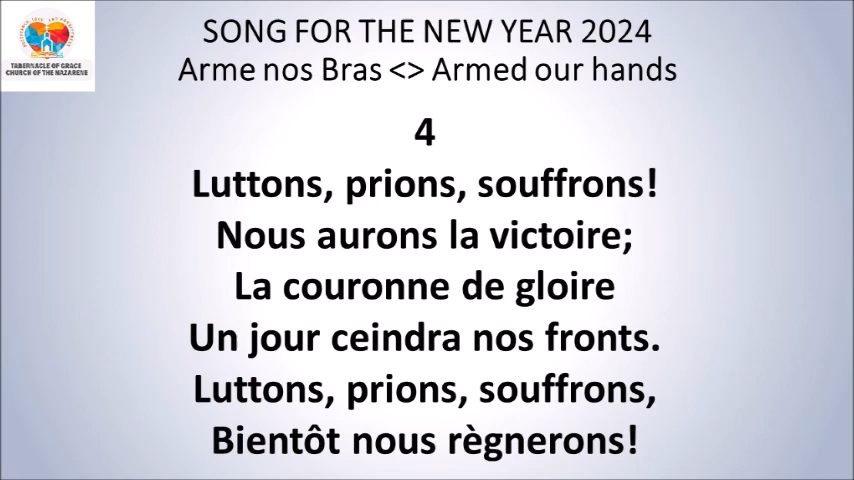 SONG FOR THE NEW YEAR 2024
Arme nos Bras <> Armed our hands
TABERNACLE OF GRACE
CHURCH OF THE NAZARENE
4
Luttons, prions, souffrons!
Nous aurons la victoire;
La couronne de gloire
Un jour ceindra nos fronts.
Luttons, prions, souffrons,
Bientôt nous règnerons!